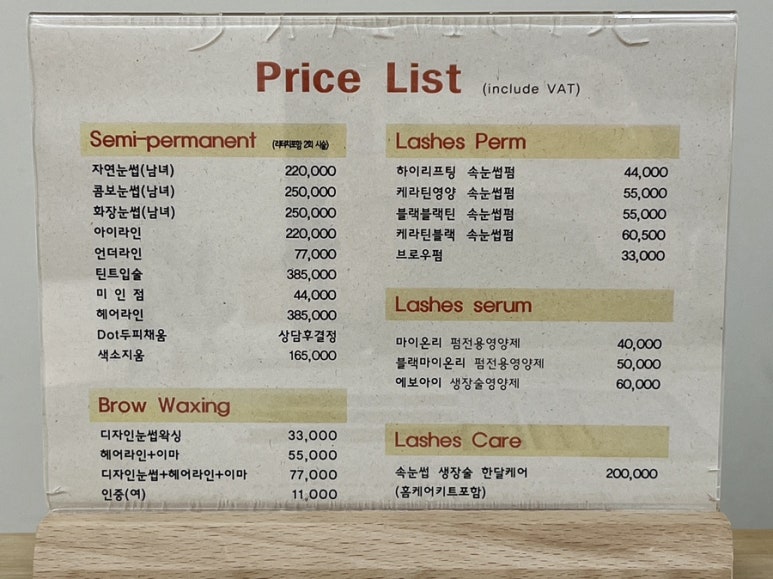 Price List (include VAT)
Semi-permanent (리터치포함 2회 시술)
자연눈썹(남녀) 220,000
콤보눈썹(남녀) 250,000
화장눈썹(남녀) 250,000
아이라인 220,000
언더라인 77,000
틴트입술 385,000
미 인 점 44,000
헤어라인 385,000
Dot두피채움 상담후결정
색소지움 165,000
Brow Waxing
디자인눈썹왁싱 33,000
헤어라인+이마 55,000
디자인눈썹+헤어라인+이마 77,000
인중(여) 11,000
Lashes Perm
하이리프팅 속눈썹펌 44,000
케라틴영양 속눈썹펌 55,000
블랙블랙틴 속눈썹펌 55,000
케라틴블랙 속눈썹펌 60,500
브로우펌 33,000
Lashes serum
마이온리 펌전용영양제 40,000
블랙마이온리 펌전용영양제 50,000
에보아이 생장술영양제 60,000
Lashes Care
속눈썹 생장술 한달케어 200,000
(홈케어키트포함)